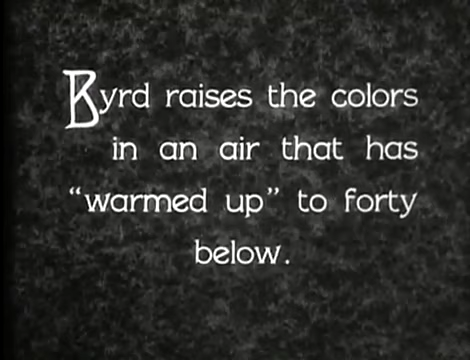 Byrd raises the colors
in an air that has
“warmed up” to forty
below.